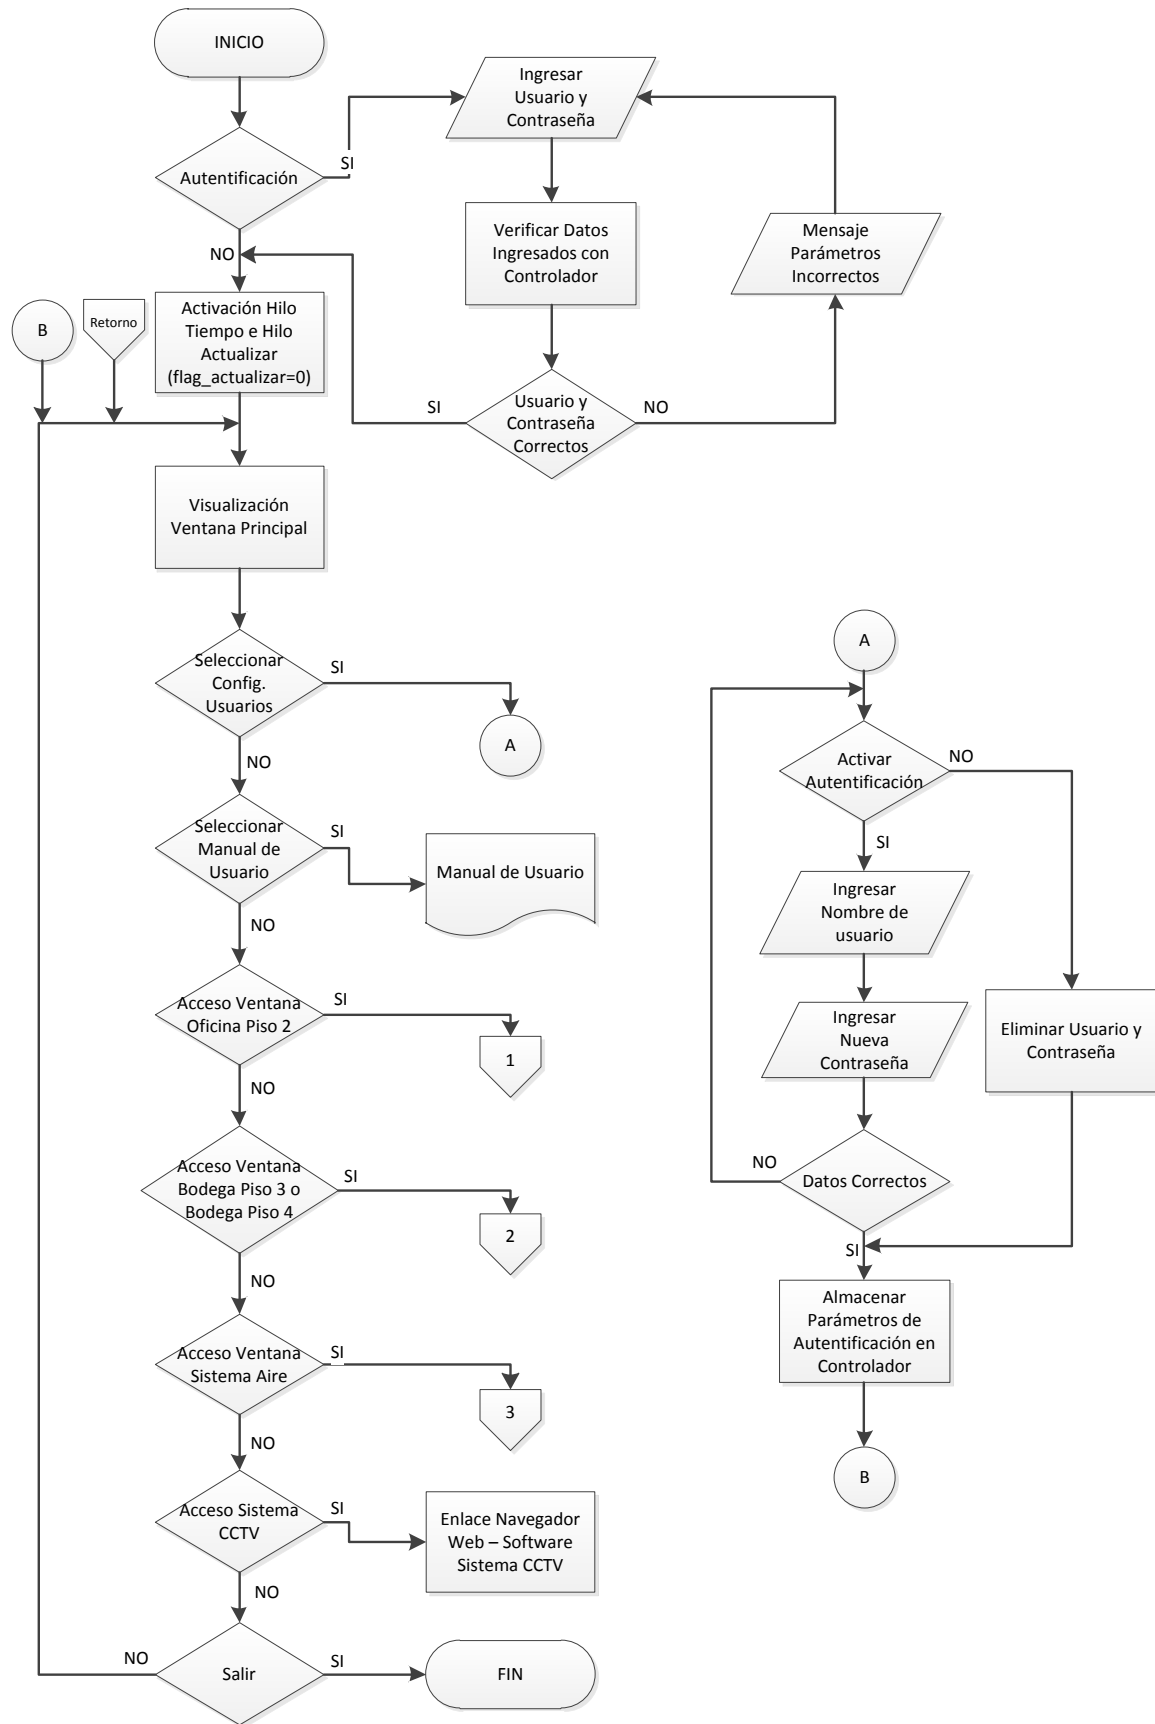 INICIO
Ingresar
Usuario y
Contraseña
SI
Autentificación
Verificar Datos
Ingresados con
Controlador
Mensaje
Parámetros
Incorrectos
NO
B
Retorno
Activación Hilo
Tiempo e Hilo
Actualizar
(flag_actualizar=0)
SI
Usuario y
Contraseña
Correctos
NO
Visualización
Ventana Principal
Seleccionar
Config.
Usuarios
SI
A
NO
Seleccionar
Manual de
Usuario
SI
Manual de Usuario
NO
Acceso Ventana
Oficina Piso 2
SI
1
NO
Acceso Ventana
Bodega Piso 3 o
Bodega Piso 4
SI
2
NO
Acceso Ventana
Sistema Aire
SI
3
NO
Acceso Sistema
CCTV
SI
Enlace Navegador
Web – Software
Sistema CCTV
NO
NO
Salir
SI
FIN
A
Activar
Autentificación
NO
SI
Ingresar
Nombre de
usuario
Ingresar
Nueva
Contraseña
Eliminar Usuario y
Contraseña
NO
Datos Correctos
SI
Almacenar
Parámetros de
Autentificación en
Controlador
B